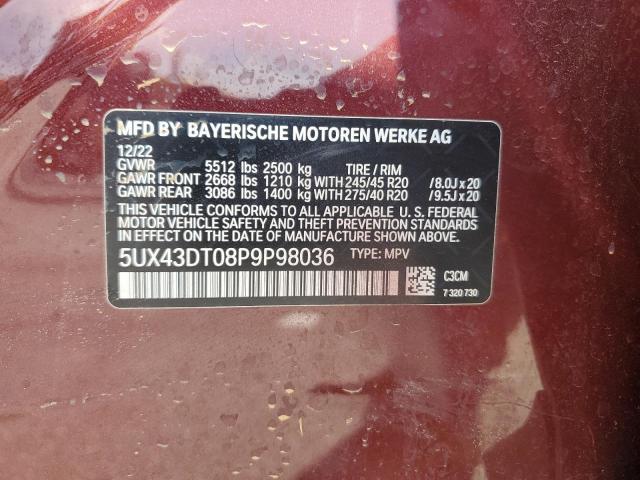 MFD BY BAYERISCHE MOTOREN WERKE AG
12/22
GVWR 5512 lbs 2500 kg TIRE / RIM
GAWR FRONT 2668 lbs 1210 kg WITH 245/45 R20 /8.0J x 20
GAWR REAR 3086 lbs 1400 kg WITH 275/40 R20 /9.5J x 20
THIS VEHICLE CONFORMS TO ALL APPLICABLE U. S. FEDERAL
MOTOR VEHICLE SAFETY AND THEFT PREVENTION STANDARDS
IN EFFECT ON THE DATE OF MANUFACTURE SHOWN ABOVE.
5UX43DT08P9P98036 TYPE: MPV
C3CM
7 320 730